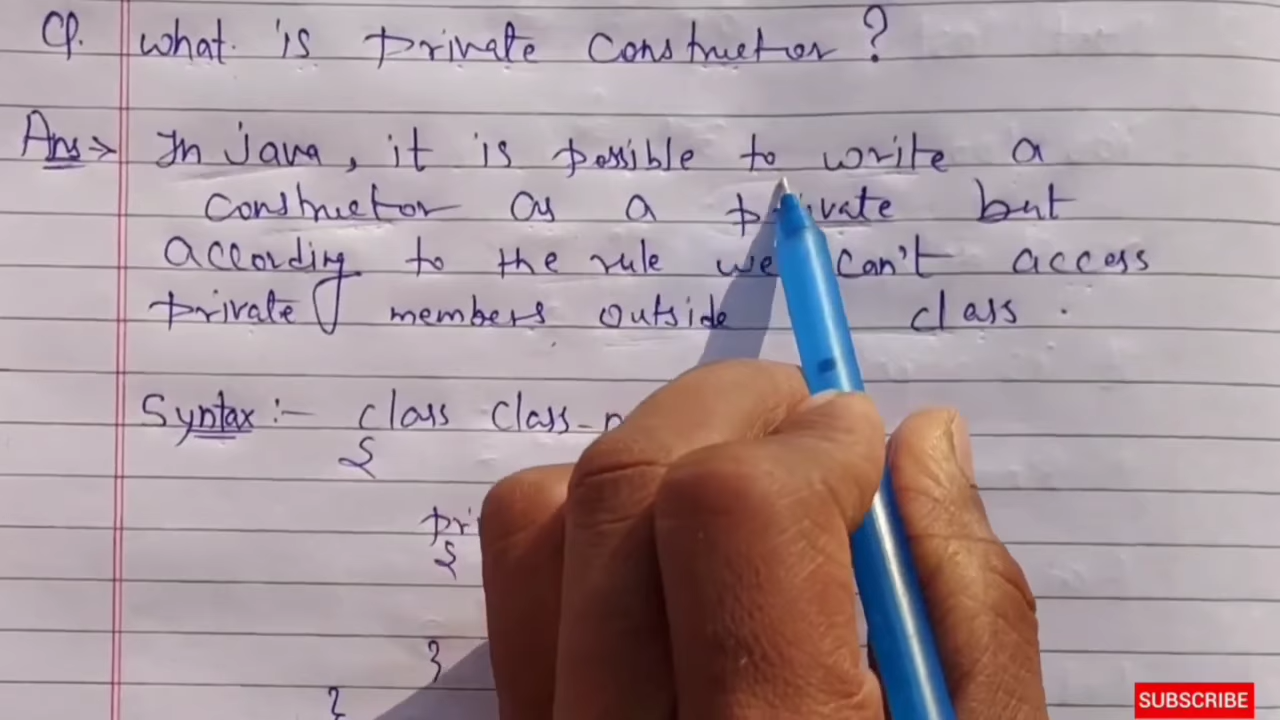 Q. what is private constructor?
Ans> In java, it is possible to write a
constructor as a private but
according to the rule we can't access
private members outside class.
Syntax :- class class_
{
{
}
}
SUBSCRIBE